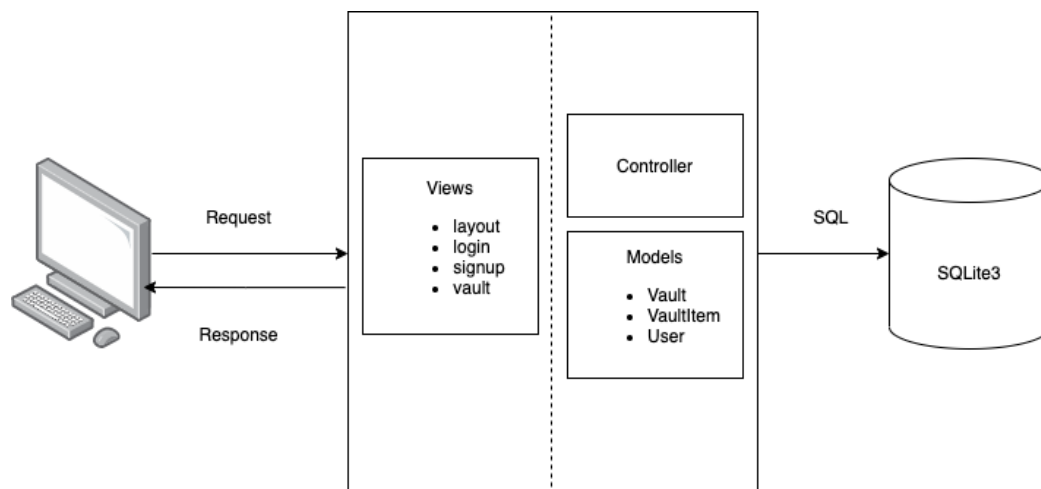 Request
Response
Views
• layout
• login
• signup
• vault
Controller
Models
• Vault
• VaultItem
• User
SQL
SQLite3